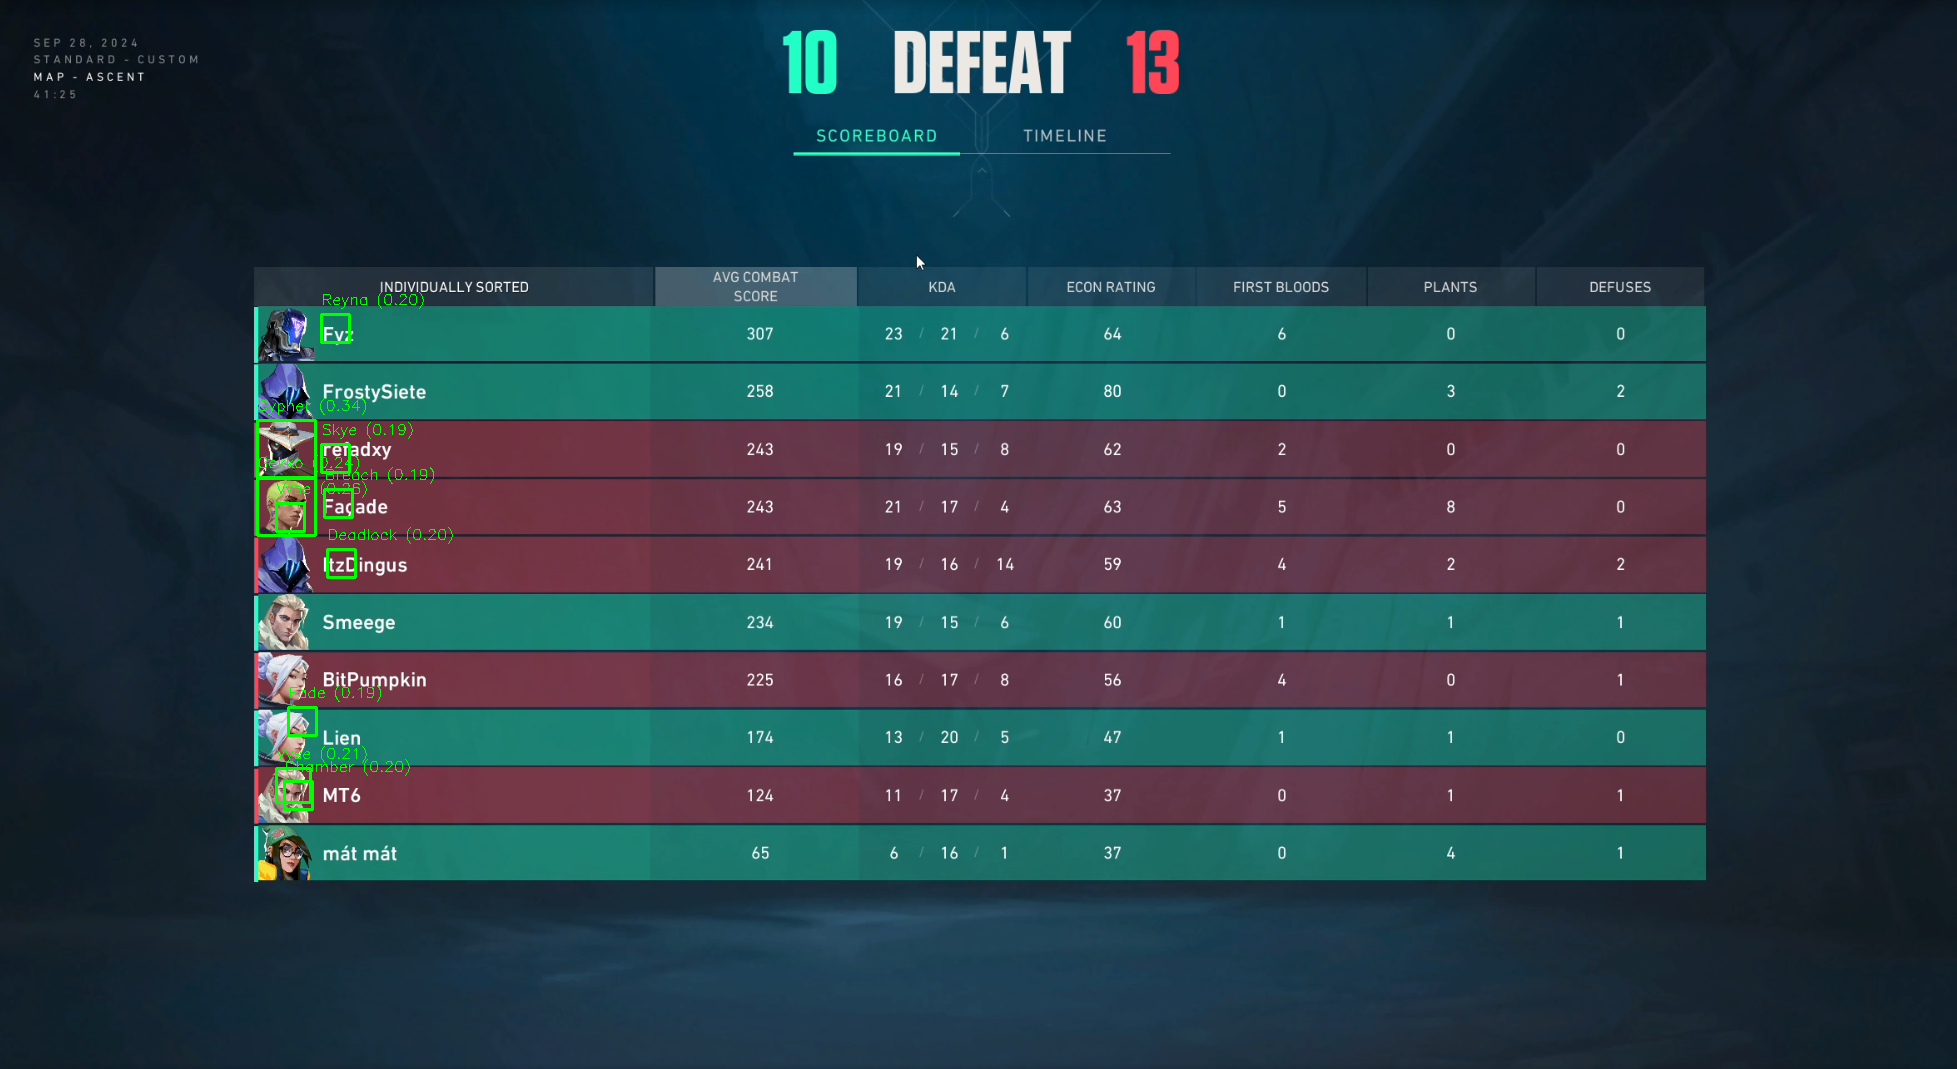 SEP 28, 2024
STANDARD - CUSTOM
MAP - ASCENT
41:25
10 DEFEAT 13
SCOREBOARD TIMELINE
INDIVIDUALLY SORTED AVG COMBAT SCORE KDA ECON RATING FIRST BLOODS PLANTS DEFUSES
Reyna (0.20)
Fyz 307 23 / 21 / 6 64 6 0 0
FrostySiete 258 21 / 14 / 7 80 0 3 2
Cypher (0.34)
Skye (0.19)
refadxy 243 19 / 15 / 8 62 2 0 0
Breach (0.19)
Façade 243 21 / 17 / 4 63 5 8 0
Deadlock (0.20)
ItzDingus 241 19 / 16 / 14 59 4 2 2
Smeege 234 19 / 15 / 6 60 1 1 1
BitPumpkin 225 16 / 17 / 8 56 4 0 1
Fade (0.19)
Lien 174 13 / 20 / 5 47 1 1 0
(0.21)
Chamber (0.20)
MT6 124 11 / 17 / 4 37 0 1 1
mát mát 65 6 / 16 / 1 37 0 4 1